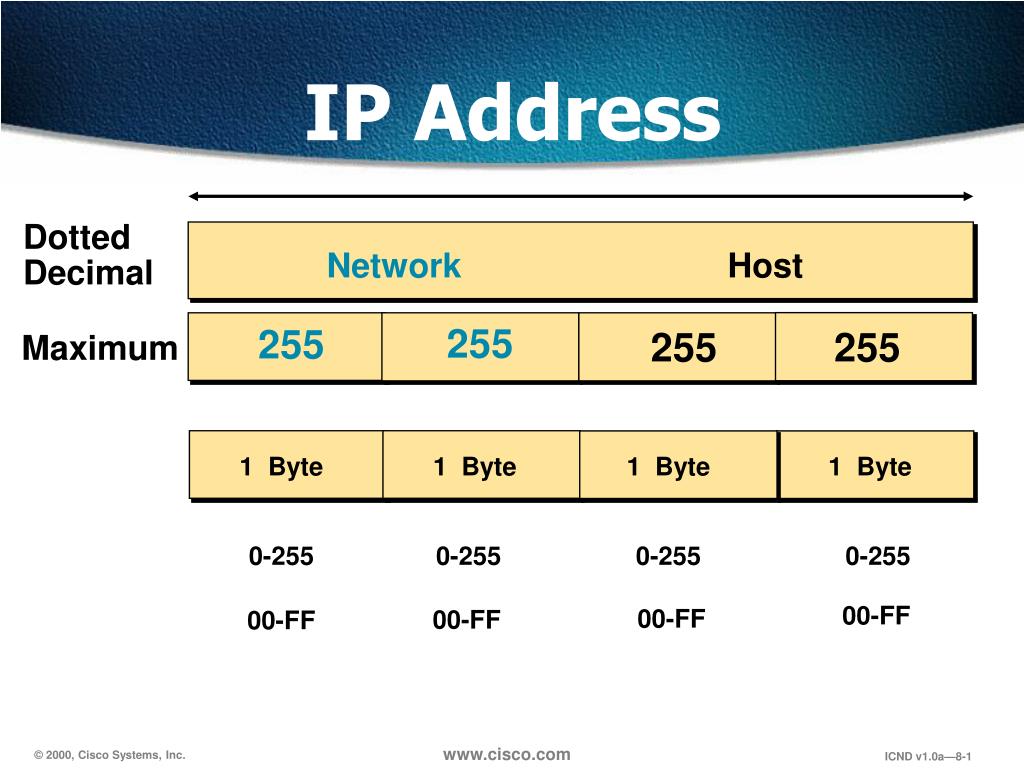 IP Address
Dotted
Decimal
Network Host
Maximum 255 255 255 255
1 Byte 1 Byte 1 Byte 1 Byte
0-255 0-255 0-255 0-255
00-FF 00-FF 00-FF 00-FF
© 2000, Cisco Systems, Inc. www.cisco.com ICND v1.0a—8-1